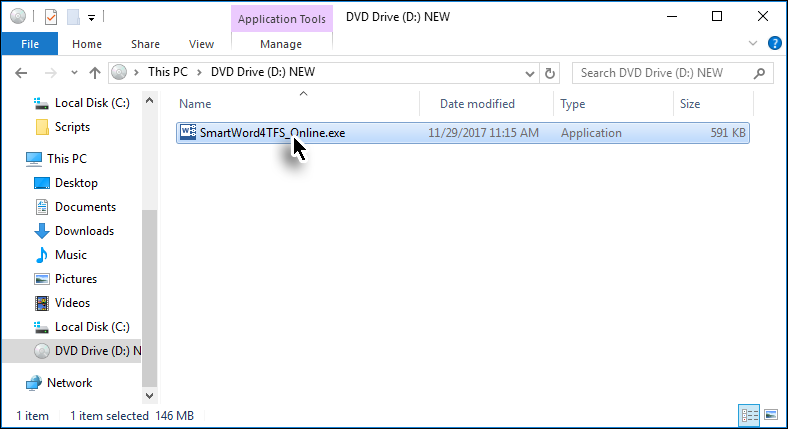 Application Tools DVD Drive (D:) NEW
File Home Share View Manage
This PC DVD Drive (D:) NEW Search DVD Drive (D:) NEW
Name Date modified Type Size
Local Disk (C:)
Scripts
This PC
Desktop
Documents
Downloads
Music
Pictures
Videos
Local Disk (C:)
DVD Drive (D:) N
Network
SmartWord4TFS_Online.exe 11/29/2017 11:15 AM Application 591 KB
1 item 1 item selected 146 MB